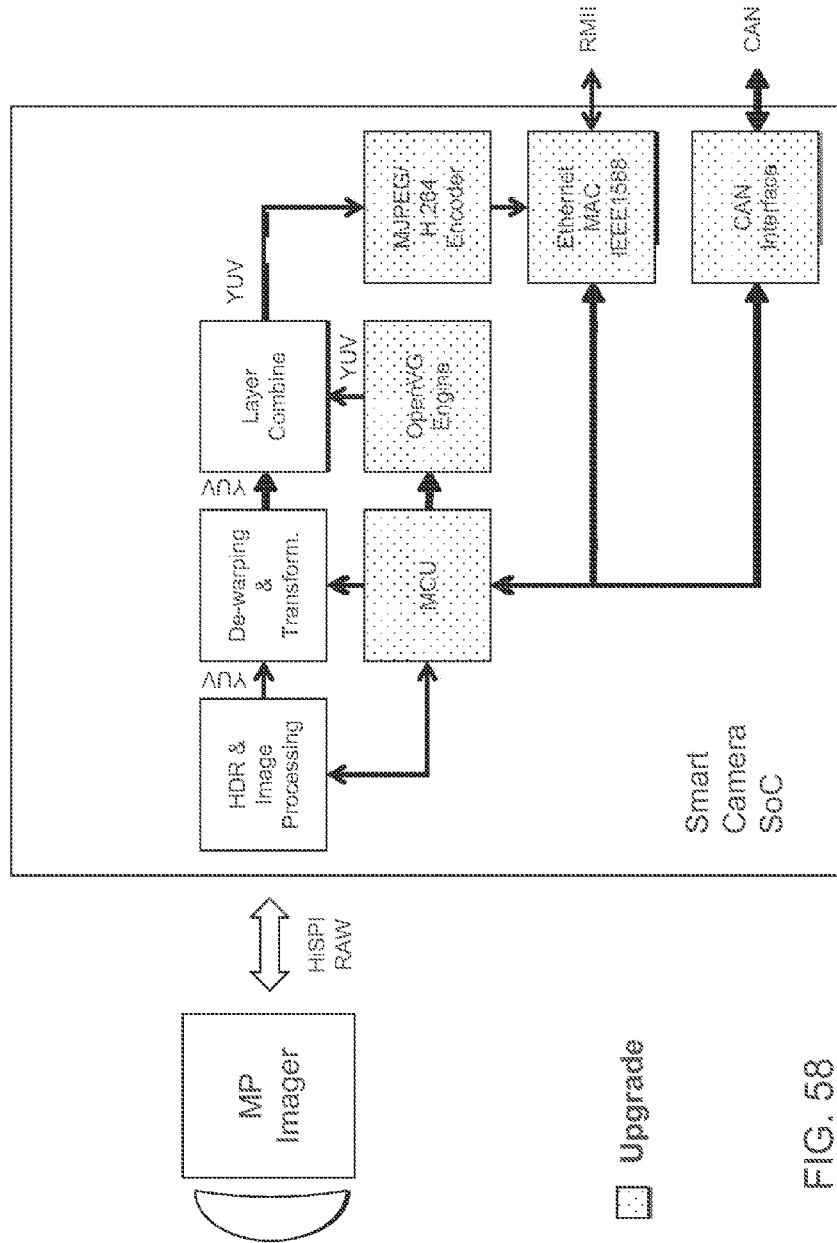 MP
Imager
HiSPI
RAW
HDR &
Image
Processing
YUV
De-warping
&
Transform.
YUV
Layer
Combine
YUV
YUV
MCU
OpenVG
Engine
MJPEG/
H.264
Encoder
Ethernet
MAC
IEEE1588
RMII
CAN
Interface
CAN
Smart
Camera
SoC
Upgrade
FIG. 58